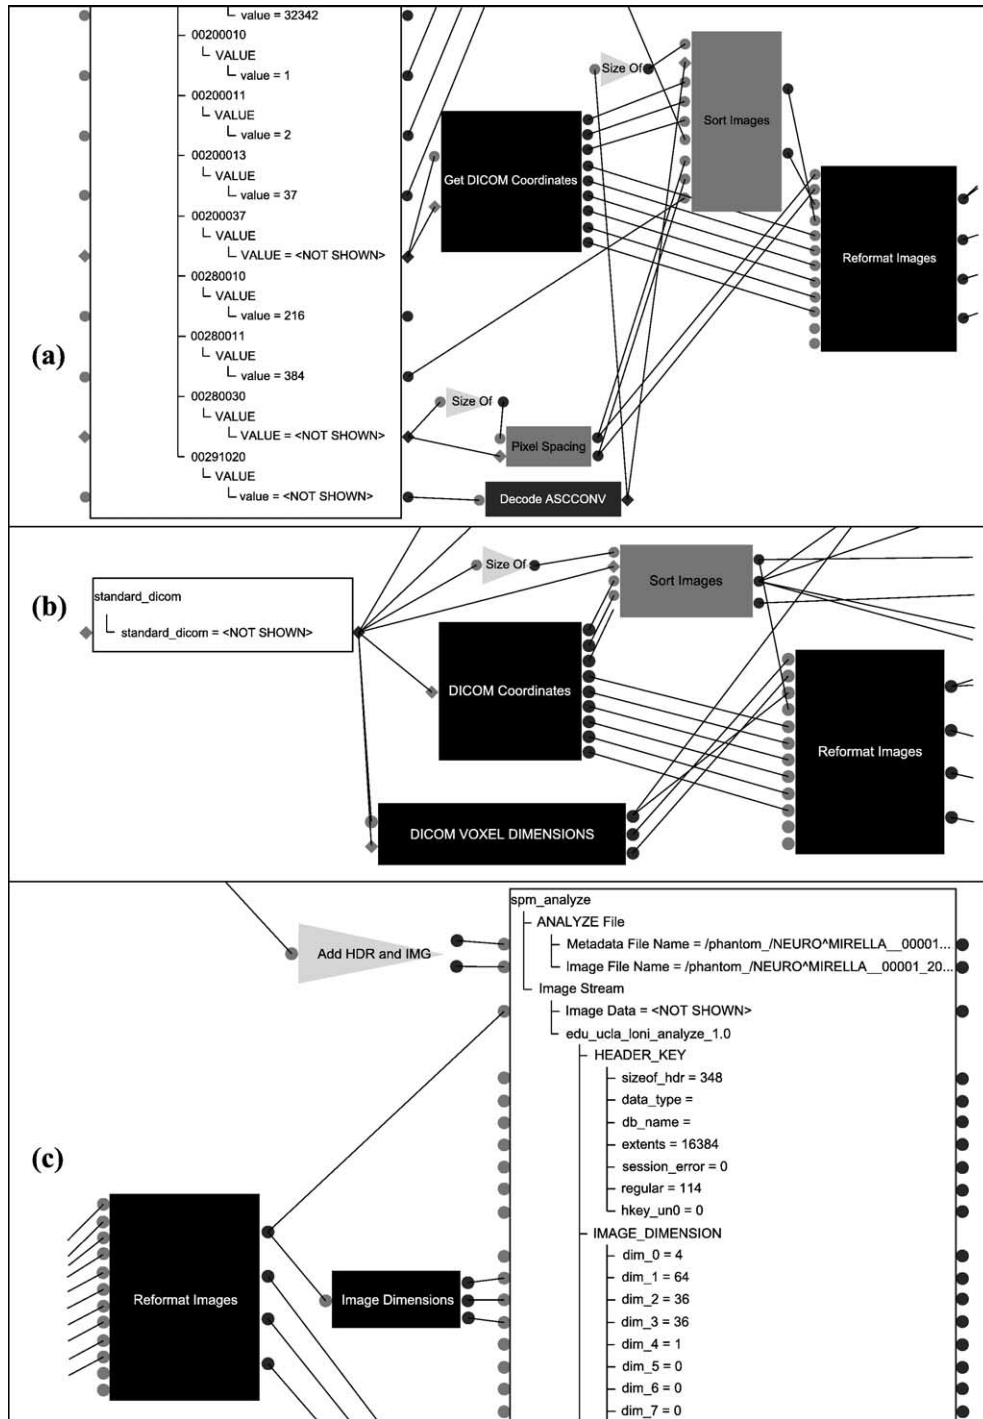 value = 32342
00200010
VALUE
value = 1
00200011
VALUE
value = 2
00200013
VALUE
value = 37
00200037
VALUE
VALUE = <NOT SHOWN>
00280010
VALUE
value = 216
00280011
VALUE
value = 384
00280030
VALUE
VALUE = <NOT SHOWN>
00291020
VALUE
value = <NOT SHOWN>
(a)
Size Of
Sort Images
Get DICOM Coordinates
Reformat Images
Size Of
Pixel Spacing
Decode ASCCONV
(b)
standard_dicom
standard_dicom = <NOT SHOWN>
Size Of
Sort Images
DICOM Coordinates
Reformat Images
DICOM VOXEL DIMENSIONS
(c)
Add HDR and IMG
Reformat Images
Image Dimensions
spm_analyze
ANALYZE File
Metadata File Name = /phantom_/NEURO^MIRELLA__00001...
Image File Name = /phantom_/NEURO^MIRELLA__00001_20...
Image Stream
Image Data = <NOT SHOWN>
edu_ucla_loni_analyze_1.0
HEADER_KEY
sizeof_hdr = 348
data_type =
db_name =
extents = 16384
session_error = 0
regular = 114
hkey_un0 = 0
IMAGE_DIMENSION
dim_0 = 4
dim_1 = 64
dim_2 = 36
dim_3 = 36
dim_4 = 1
dim_5 = 0
dim_6 = 0
dim_7 = 0